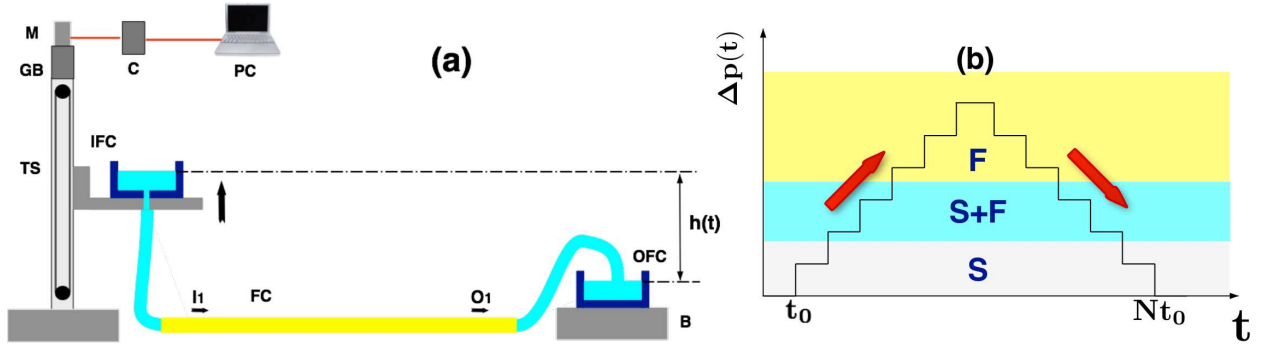 M
GB
C
PC
(a)
TS
IFC
h(t)
OFC
I1
FC
O1
B
Δp(t)
(b)
F
S+F
S
t₀
Nt₀
t